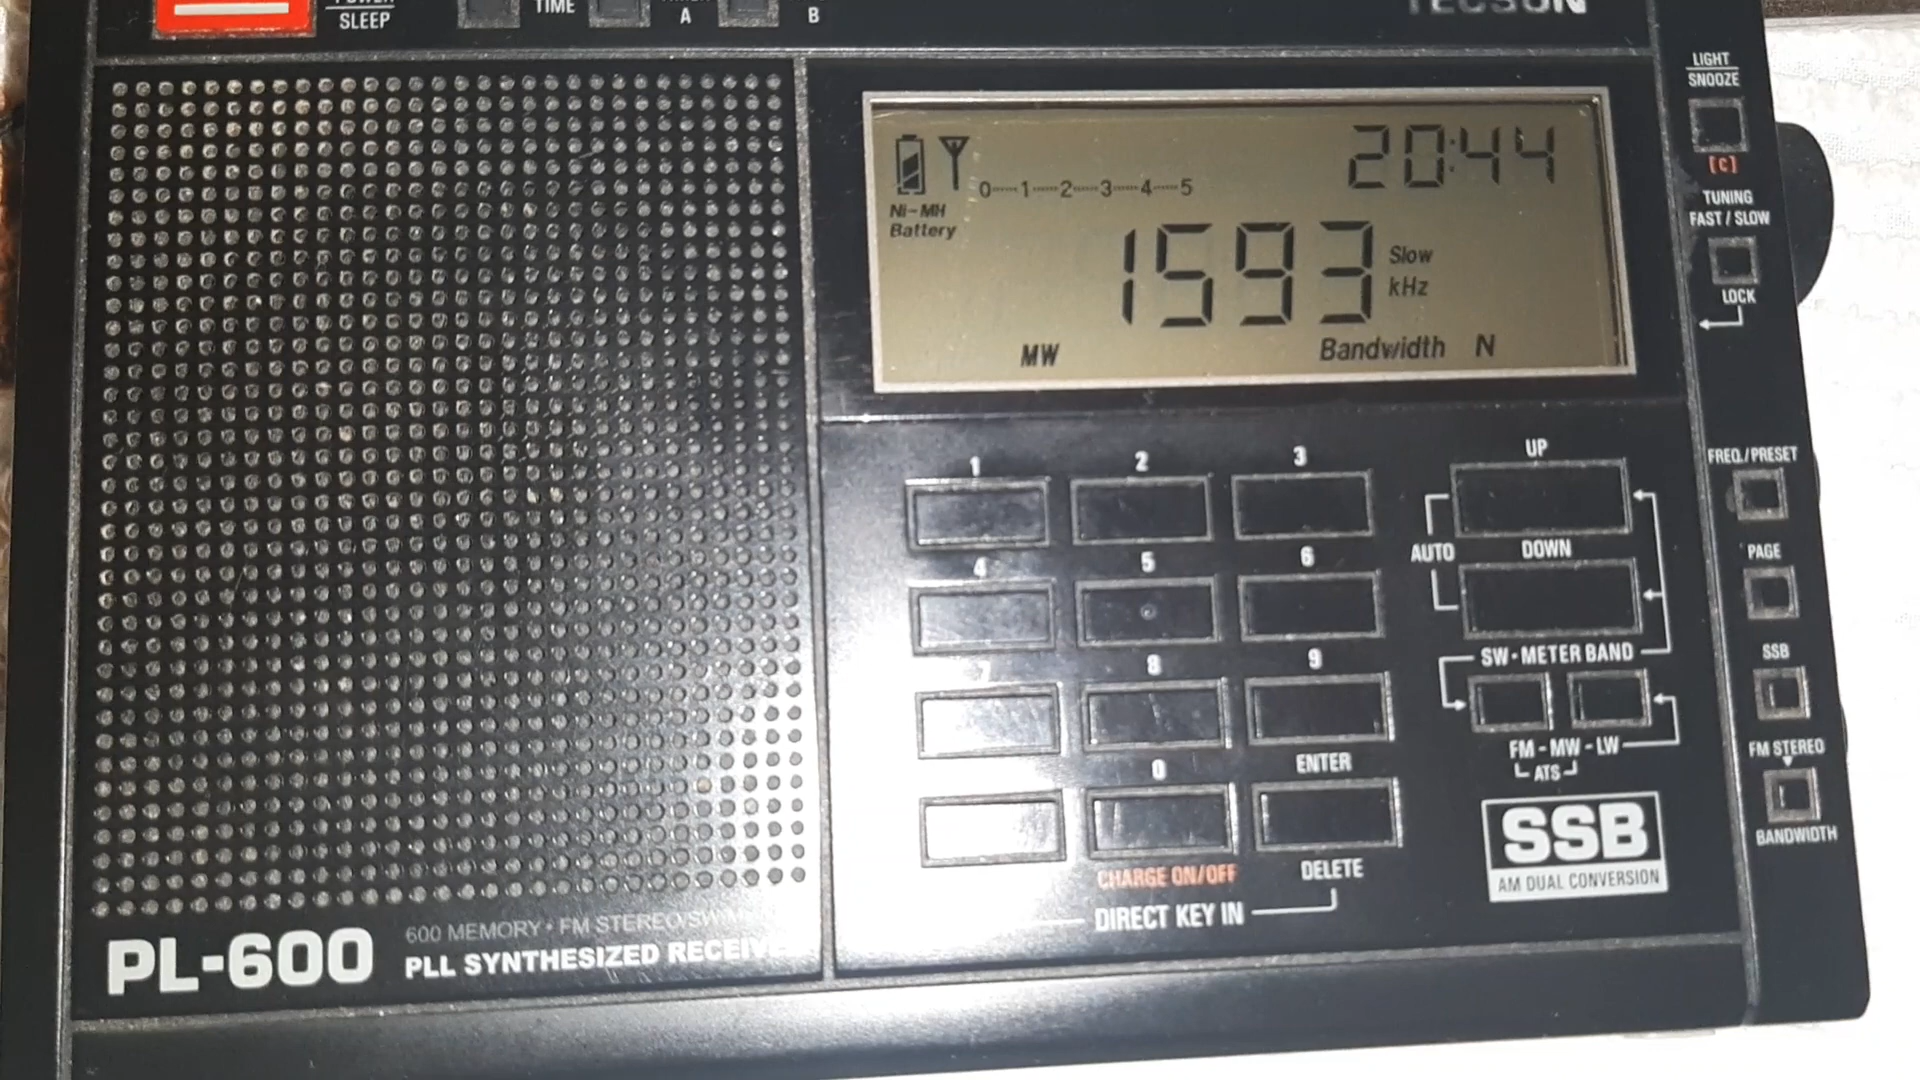 POWER
SLEEP
TIME
A
B
TECSUN
LIGHT
SNOOZE
[C]
TUNING
FAST / SLOW
LOCK
20:44
0 1 2 3 4 5
Ni-MH
Battery
1593
Slow
kHz
MW
Bandwidth N
1 2 3
UP
4 5 6
AUTO
DOWN
8 9
SW·METER BAND
0 ENTER
FM - MW - LW
ATS
CHARGE ON/OFF
DELETE
DIRECT KEY IN
SSB
AM DUAL CONVERSION
FREQ./PRESET
PAGE
SSB
FM STEREO
BANDWIDTH
PL-600
600 MEMORY · FM STEREO/SW/
PLL SYNTHESIZED RECEIVE